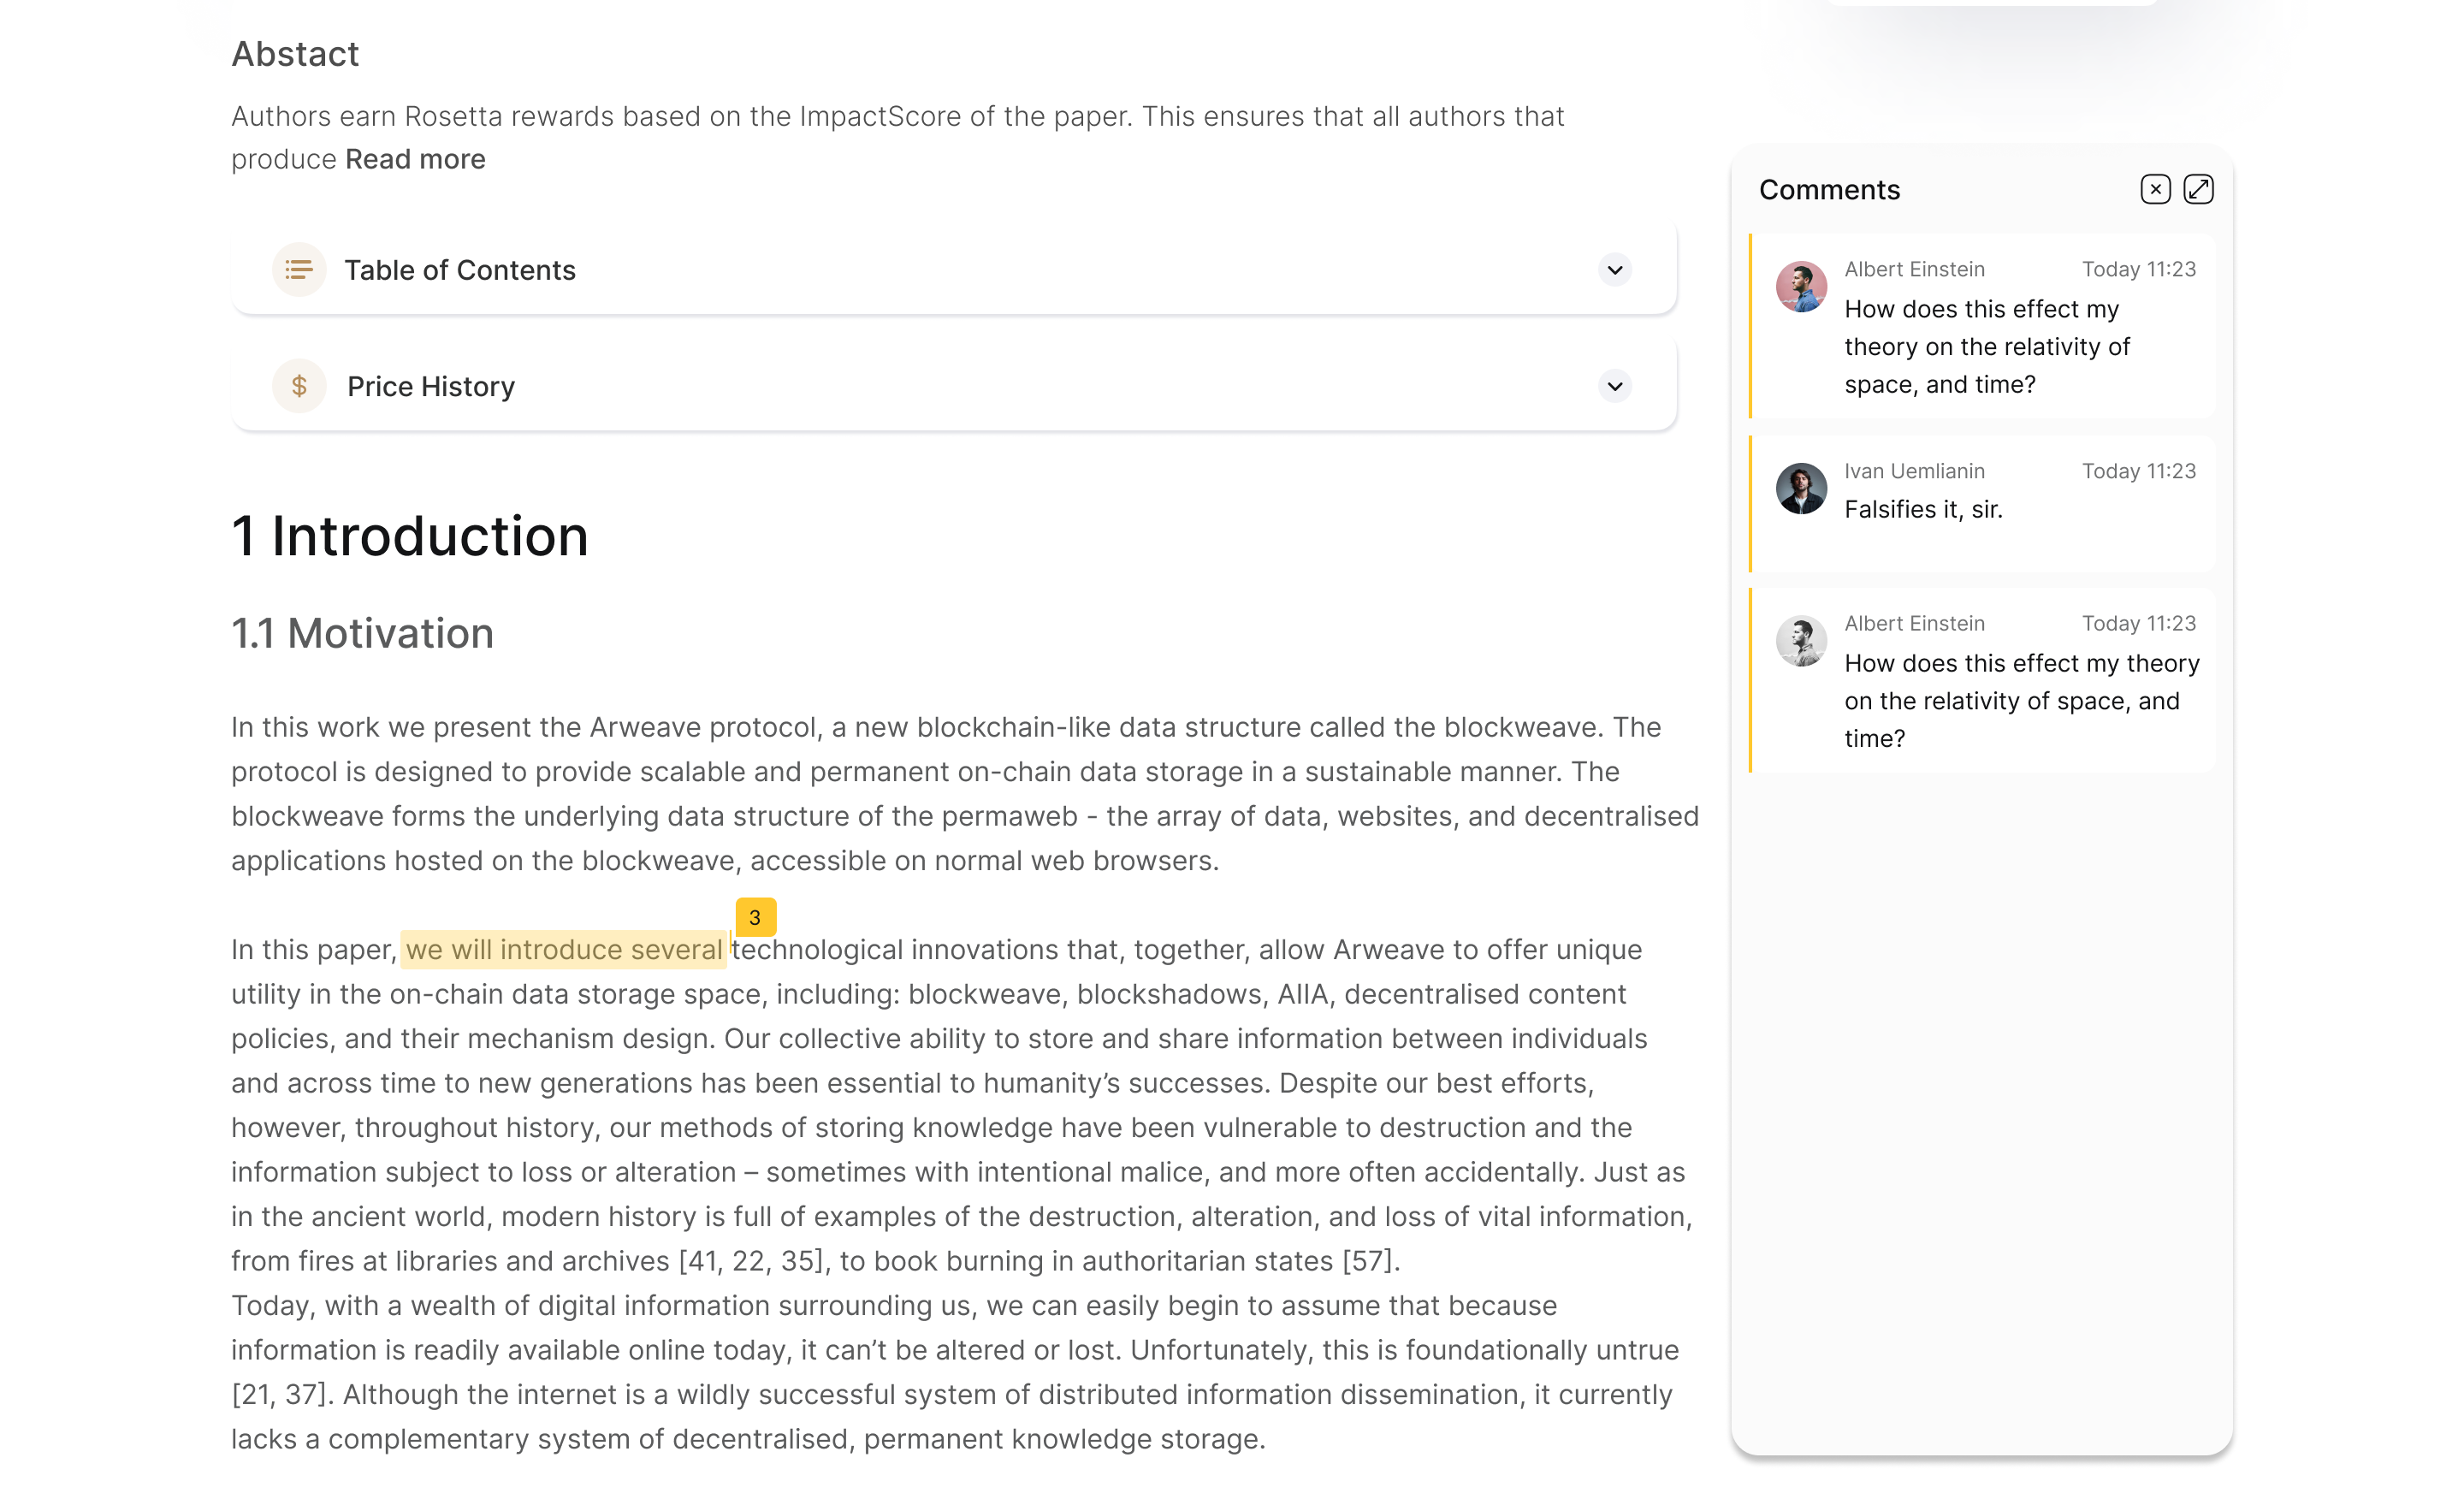 Abstact
Authors earn Rosetta rewards based on the ImpactScore of the paper. This ensures that all authors that
produce Read more
Table of Contents
$ Price History
1 Introduction
1.1 Motivation
In this work we present the Arweave protocol, a new blockchain-like data structure called the blockweave. The
protocol is designed to provide scalable and permanent on-chain data storage in a sustainable manner. The
blockweave forms the underlying data structure of the permaweb - the array of data, websites, and decentralised
applications hosted on the blockweave, accessible on normal web browsers.
3
In this paper, we will introduce several technological innovations that, together, allow Arweave to offer unique
utility in the on-chain data storage space, including: blockweave, blockshadows, AIIA, decentralised content
policies, and their mechanism design. Our collective ability to store and share information between individuals
and across time to new generations has been essential to humanity’s successes. Despite our best efforts,
however, throughout history, our methods of storing knowledge have been vulnerable to destruction and the
information subject to loss or alteration – sometimes with intentional malice, and more often accidentally. Just as
in the ancient world, modern history is full of examples of the destruction, alteration, and loss of vital information,
from fires at libraries and archives [41, 22, 35], to book burning in authoritarian states [57].
Today, with a wealth of digital information surrounding us, we can easily begin to assume that because
information is readily available online today, it can’t be altered or lost. Unfortunately, this is foundationally untrue
[21, 37]. Although the internet is a wildly successful system of distributed information dissemination, it currently
lacks a complementary system of decentralised, permanent knowledge storage.
Comments
Albert Einstein Today 11:23
How does this effect my
theory on the relativity of
space, and time?
Ivan Uemlianin Today 11:23
Falsifies it, sir.
Albert Einstein Today 11:23
How does this effect my theory
on the relativity of space, and
time?